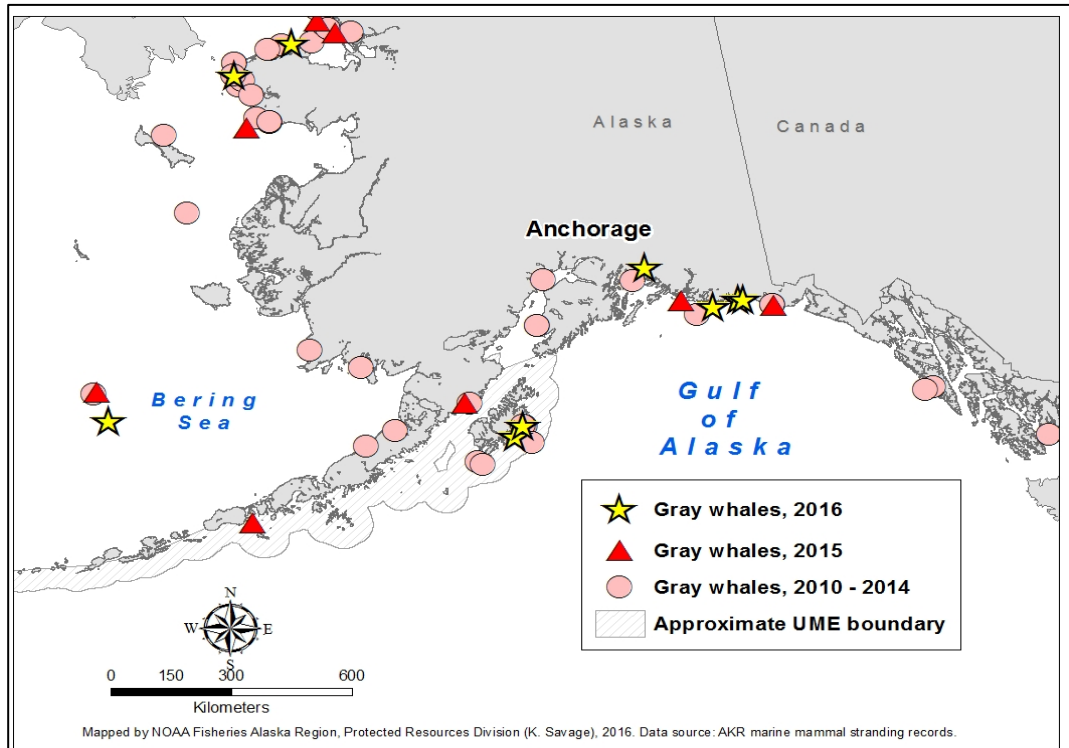 Alaska
Canada
Anchorage
Bering
Sea
Gulf
of
Alaska
Gray whales, 2016
Gray whales, 2015
Gray whales, 2010 - 2014
Approximate UME boundary
N
W E
S
0 150 300 600
Kilometers
Mapped by NOAA Fisheries Alaska Region, Protected Resources Division (K. Savage), 2016. Data source: AKR marine mammal stranding records.